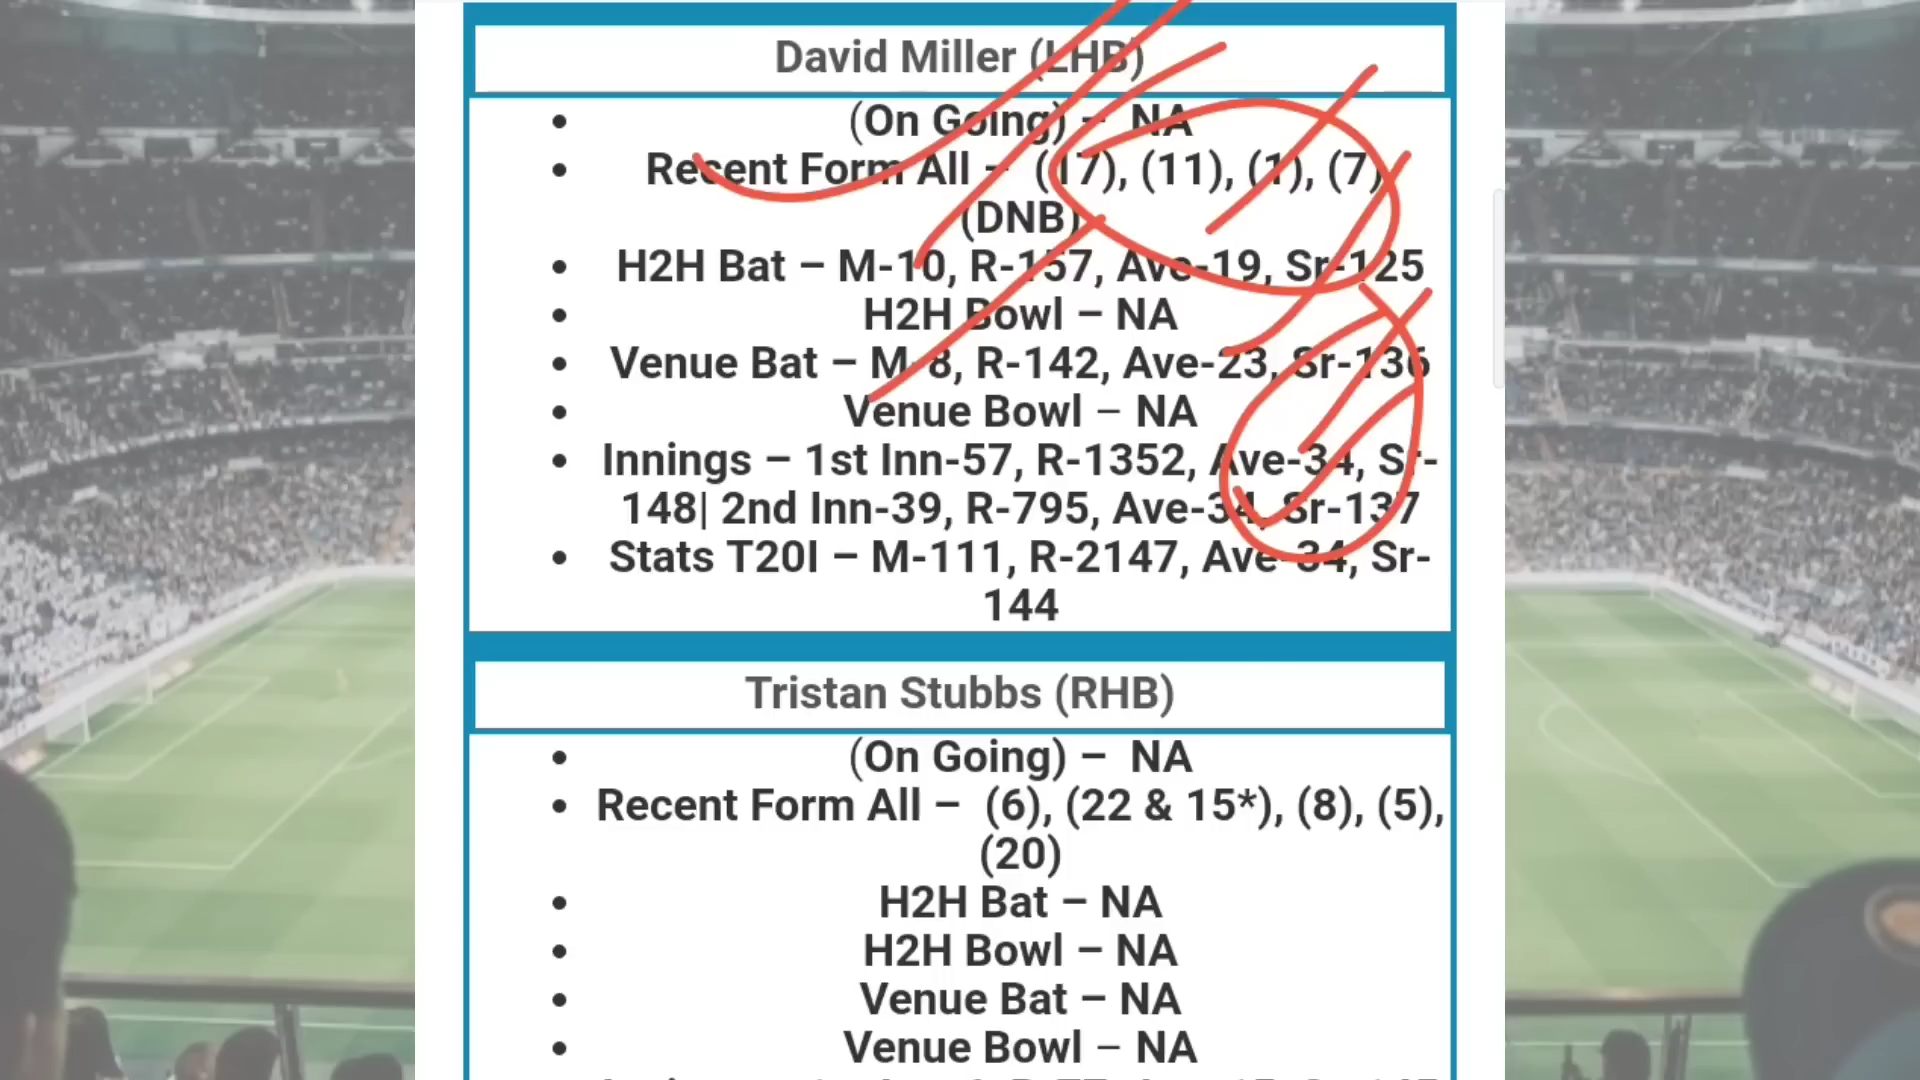 David Miller (LHB)
(On Going) – NA
Recent Form All – (17), (11), (1), (7)
(DNB)
H2H Bat – M-10, R-157, Ave-19, Sr-125
H2H Bowl – NA
Venue Bat – M-8, R-142, Ave-23, Sr-136
Venue Bowl – NA
Innings – 1st Inn-57, R-1352, Ave-34, Sr-
148| 2nd Inn-39, R-795, Ave-34, Sr-137
Stats T20I – M-111, R-2147, Ave-34, Sr-
144
Tristan Stubbs (RHB)
(On Going) – NA
Recent Form All – (6), (22 & 15*), (8), (5),
(20)
H2H Bat – NA
H2H Bowl – NA
Venue Bat – NA
Venue Bowl – NA